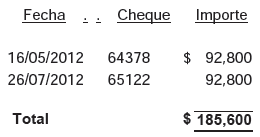 Fecha . . Cheque Importe
16/05/2012 64378 $ 92,800
26/07/2012 65122 92,800
Total $ 185,600